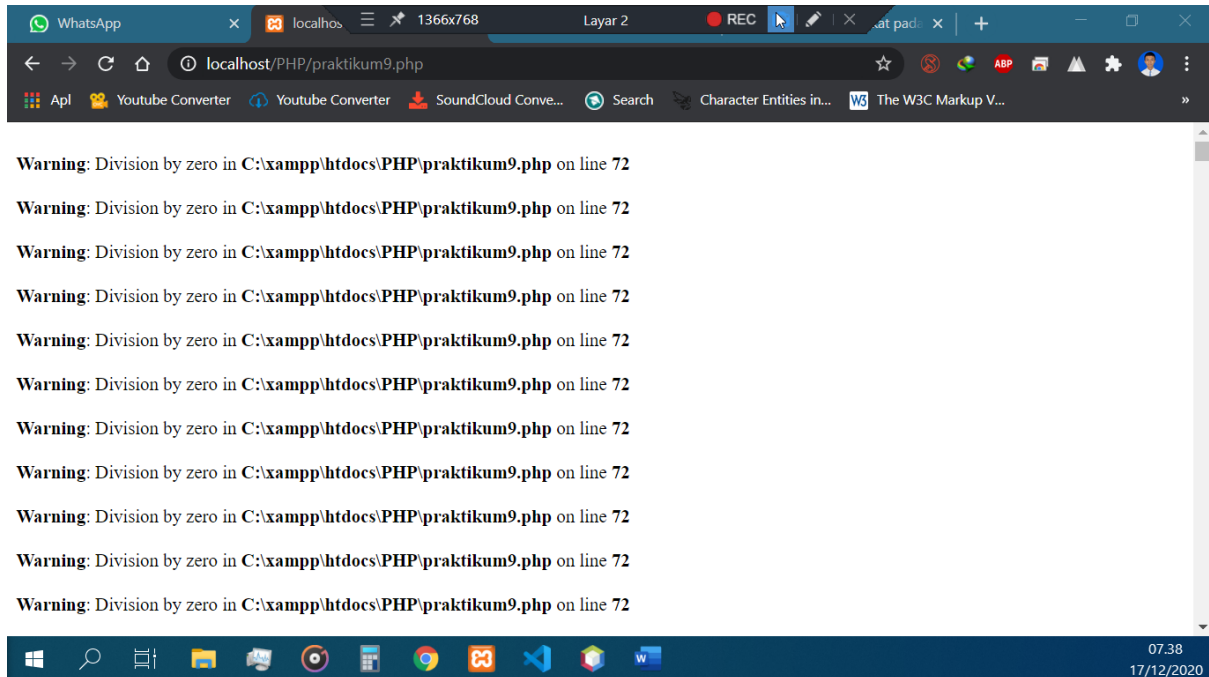 WhatsApp
localhos
1366x768
Layar 2
REC
kat pada
localhost/PHP/praktikum9.php
ABP
Apl
Youtube Converter
Youtube Converter
SoundCloud Conve...
Search
Character Entities in...
W3
The W3C Markup V...
»
Warning: Division by zero in C:\xampp\htdocs\PHP\praktikum9.php on line 72
Warning: Division by zero in C:\xampp\htdocs\PHP\praktikum9.php on line 72
Warning: Division by zero in C:\xampp\htdocs\PHP\praktikum9.php on line 72
Warning: Division by zero in C:\xampp\htdocs\PHP\praktikum9.php on line 72
Warning: Division by zero in C:\xampp\htdocs\PHP\praktikum9.php on line 72
Warning: Division by zero in C:\xampp\htdocs\PHP\praktikum9.php on line 72
Warning: Division by zero in C:\xampp\htdocs\PHP\praktikum9.php on line 72
Warning: Division by zero in C:\xampp\htdocs\PHP\praktikum9.php on line 72
Warning: Division by zero in C:\xampp\htdocs\PHP\praktikum9.php on line 72
Warning: Division by zero in C:\xampp\htdocs\PHP\praktikum9.php on line 72
Warning: Division by zero in C:\xampp\htdocs\PHP\praktikum9.php on line 72
07.38
17/12/2020